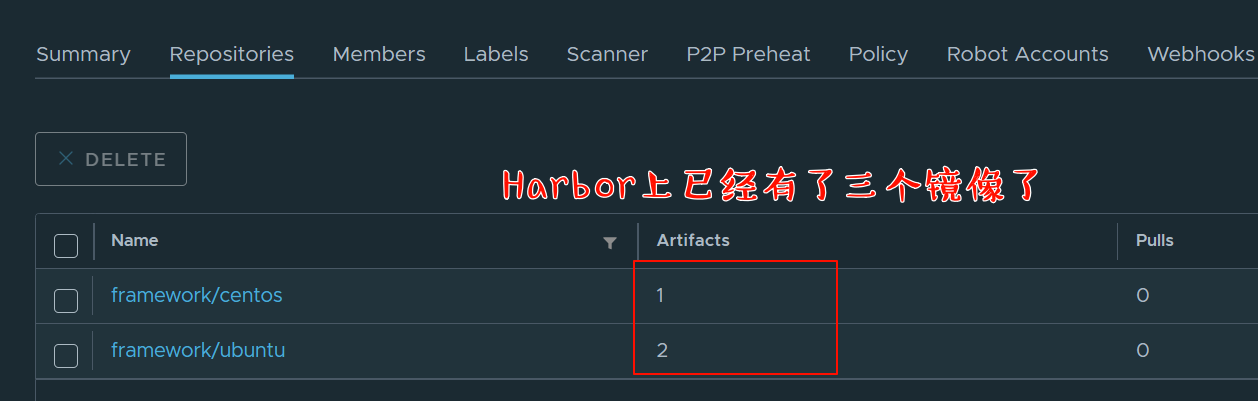 Summary Repositories Members Labels Scanner P2P Preheat Policy Robot Accounts Webhooks
DELETE
Harbor上已经有了三个镜像了
Name Artifacts Pulls
framework/centos 1 0
framework/ubuntu 2 0